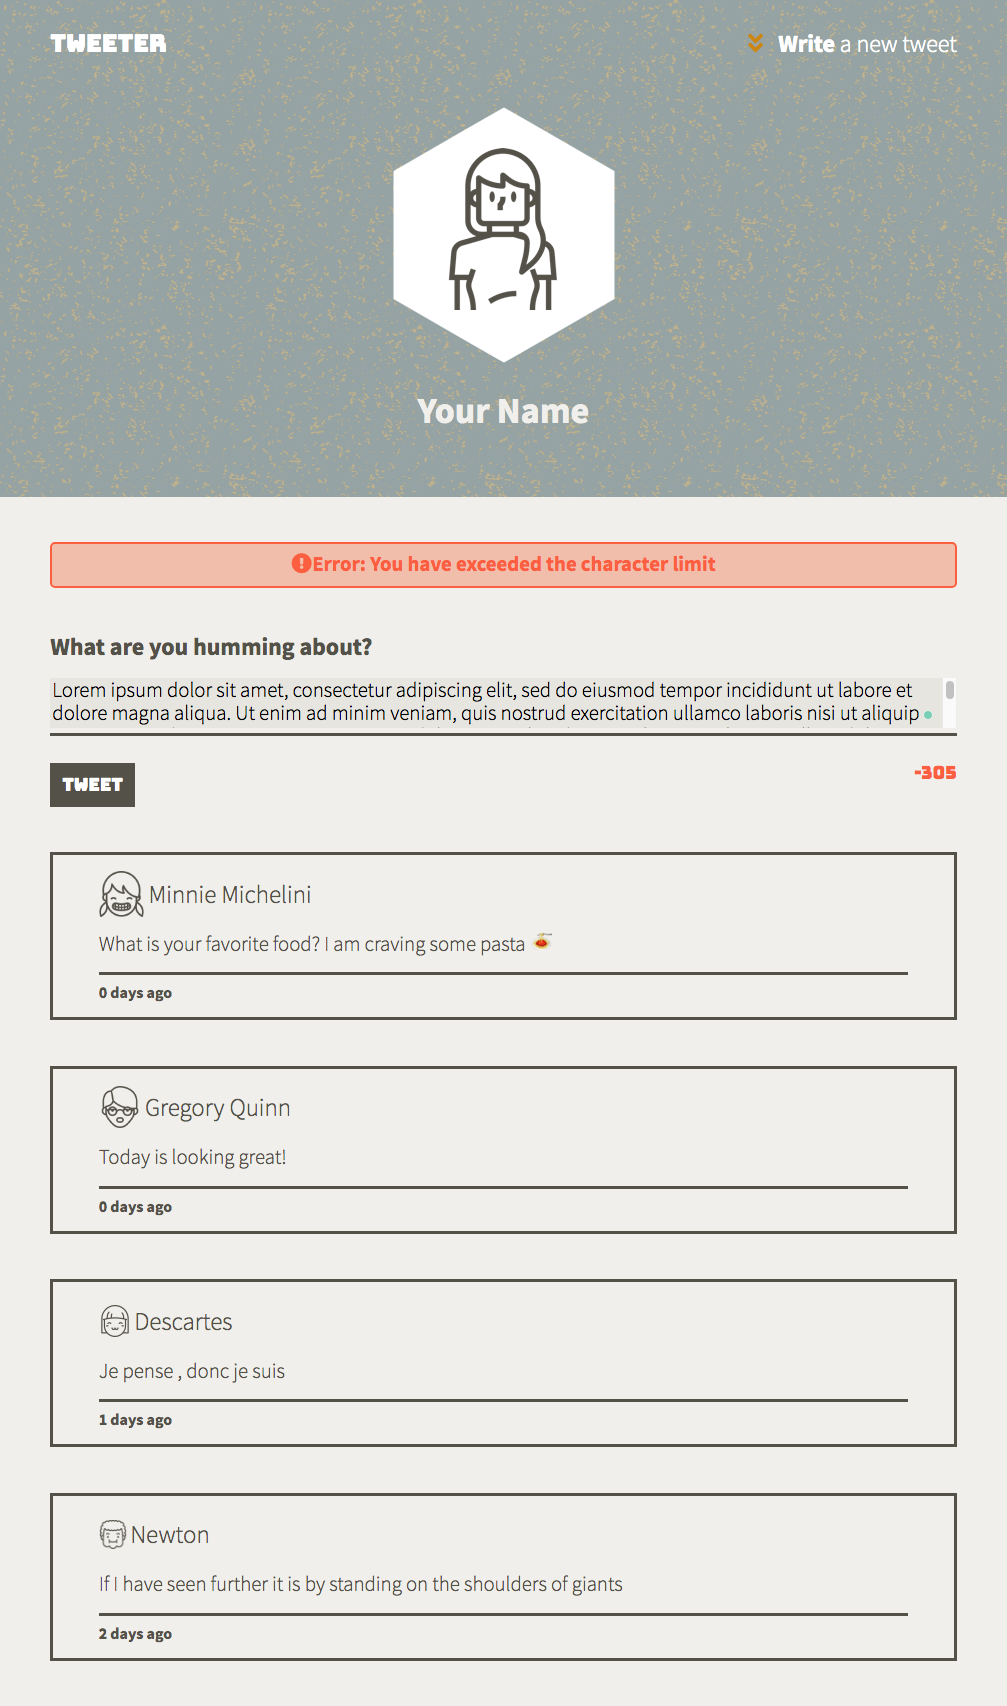 TWEETER
Write a new tweet
Your Name
Error: You have exceeded the character limit
What are you humming about?
Lorem ipsum dolor sit amet, consectetur adipiscing elit, sed do eiusmod tempor incididunt ut labore et
dolore magna aliqua. Ut enim ad minim veniam, quis nostrud exercitation ullamco laboris nisi ut aliquip
TWEET
-305
Minnie Michelini
What is your favorite food? I am craving some pasta 🍝
0 days ago
Gregory Quinn
Today is looking great!
0 days ago
Descartes
Je pense , donc je suis
1 days ago
Newton
If I have seen further it is by standing on the shoulders of giants
2 days ago